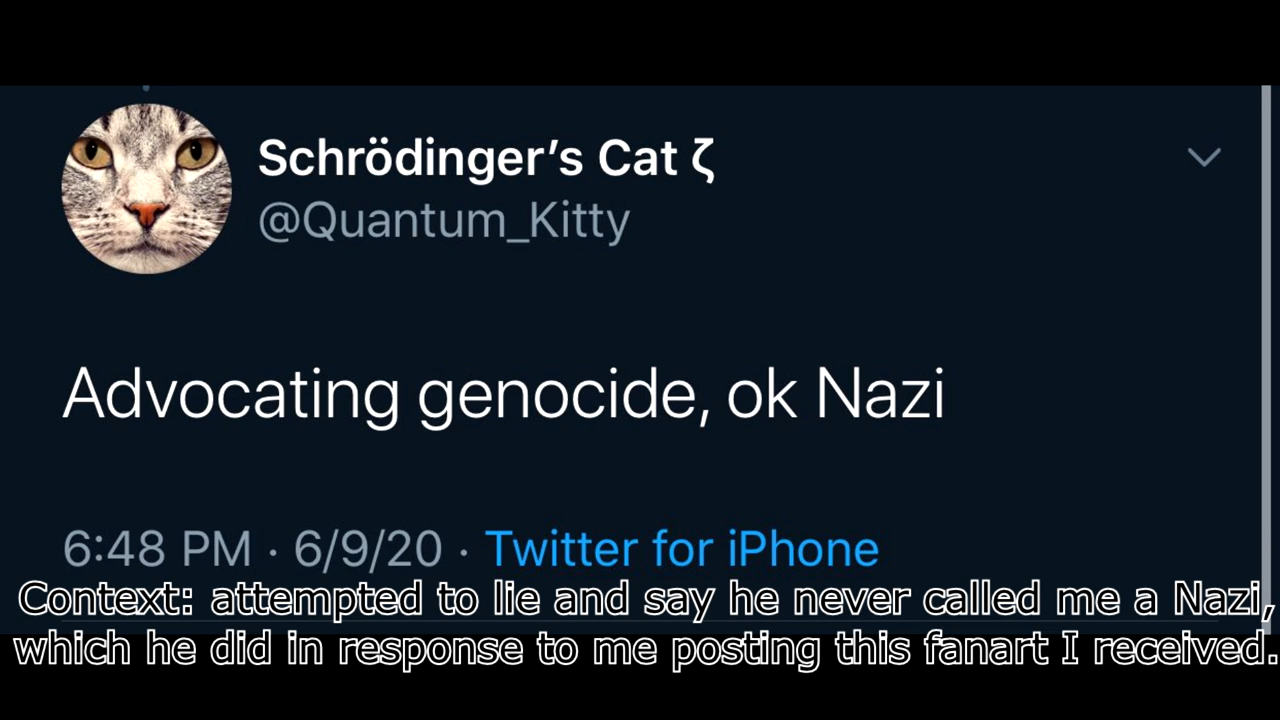 Schrödinger’s Cat ζ
@Quantum_Kitty
Advocating genocide, ok Nazi
6:48 PM · 6/9/20 · Twitter for iPhone
Context: attempted to lie and say he never called me a Nazi,
which he did in response to me posting this fanart I received.